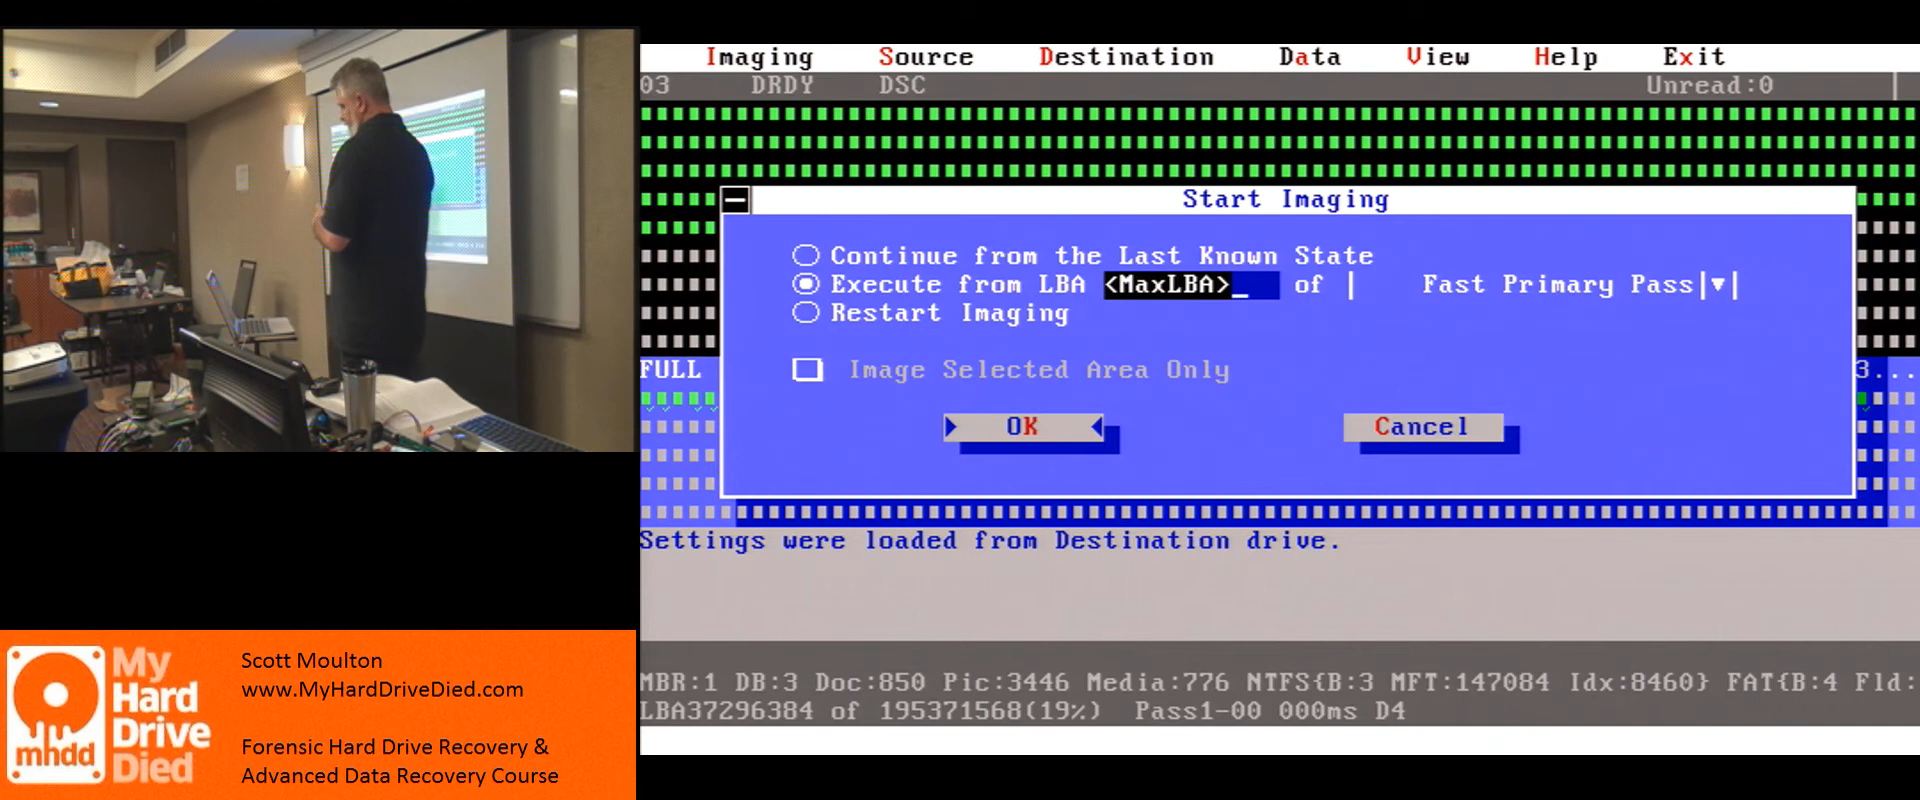 Imaging Source Destination Data View Help Exit
03 DRDY DSC Unread:0
Start Imaging
Continue from the Last Known State
Execute from LBA <MaxLBA>_ of | Fast Primary Pass|▼|
Restart Imaging
FULL
3...
Image Selected Area Only
OK Cancel
Settings were loaded from Destination drive.
MBR:1 DB:3 Doc:850 Pic:3446 Media:776 NTFS{B:3 MFT:147084 Idx:8460} FAT{B:4 Fld:
LBA37296384 of 195371568(19%) Pass1-00 000ms D4
My
Hard
Drive
Died
mhdd
Scott Moulton
www.MyHardDriveDied.com
Forensic Hard Drive Recovery &
Advanced Data Recovery Course